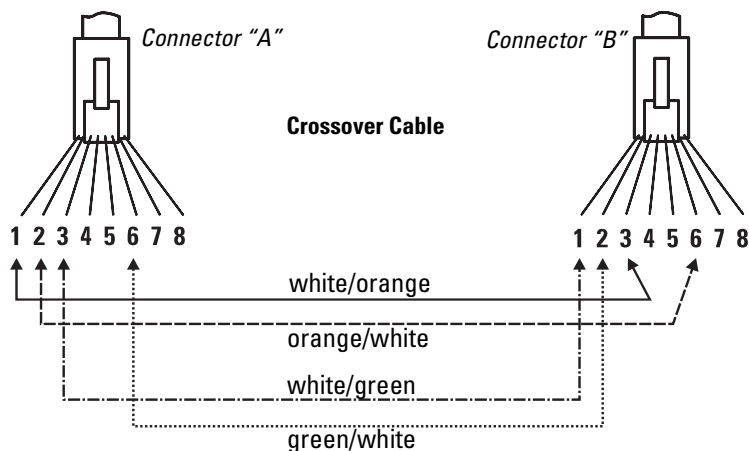 Connector “A”
Connector “B”
Crossover Cable
1 2 3 4 5 6 7 8
1 2 3 4 5 6 7 8
white/orange
orange/white
white/green
green/white